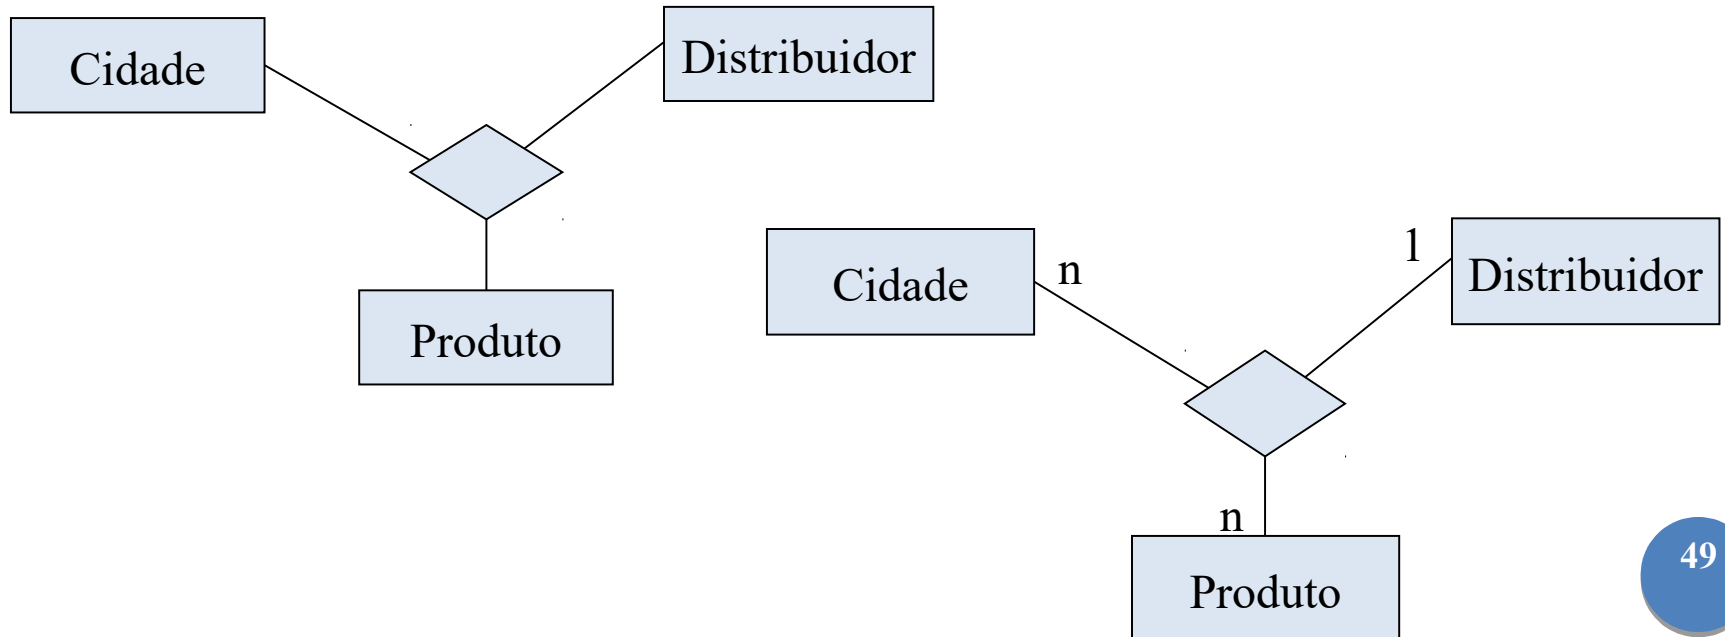 Cidade
Distribuidor
Produto
Cidade
n
1
Distribuidor
n
Produto
49